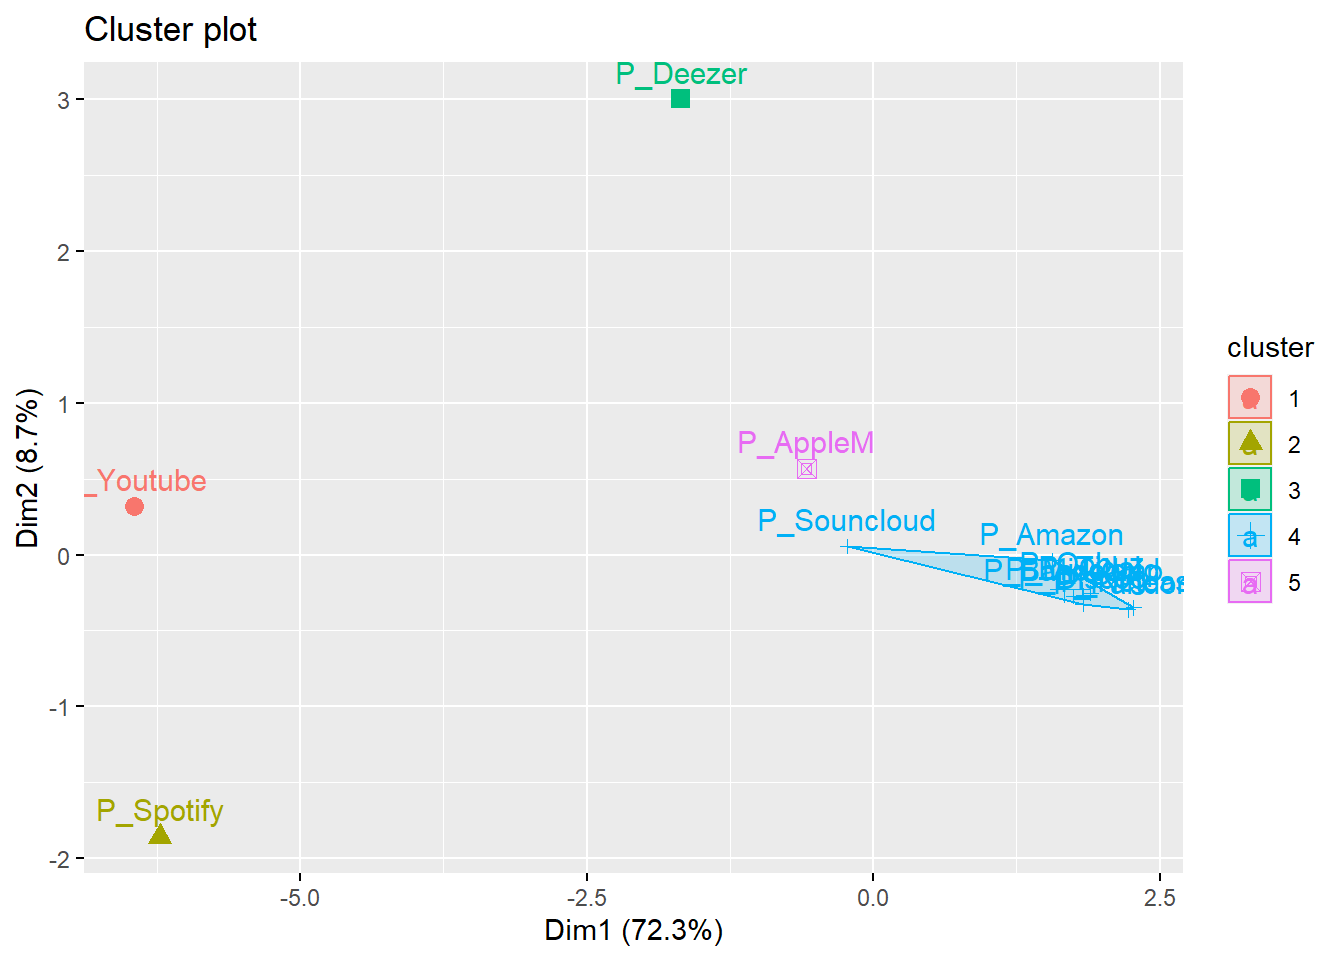 Cluster plot
P_Deezer
3
2
cluster
1
2
3
4
5
a
a
a
a
a
1
P_AppleM
_Youtube
P_Souncloud
P_Amazon
0
-1
P_Spotify
-2
-5.0
-2.5
0.0
2.5
Dim1 (72.3%)
Dim2 (8.7%)